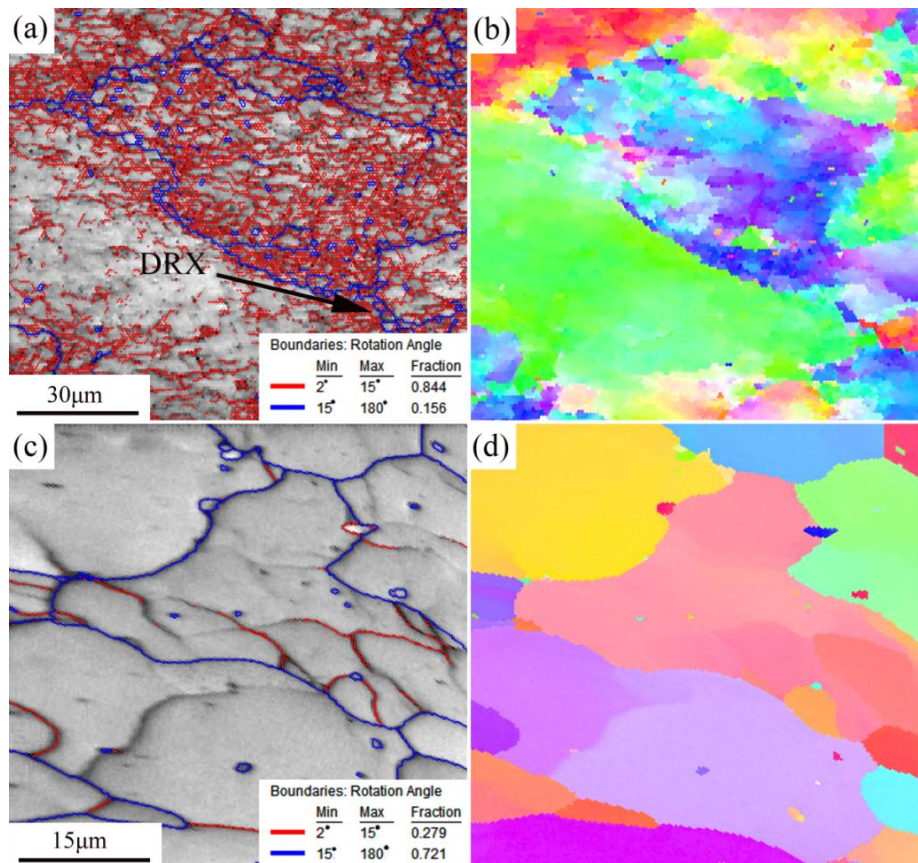 (a)
(b)
DRX
Boundaries: Rotation Angle
Min Max Fraction
2° 15° 0.844
15° 180° 0.156
30μm
(c)
(d)
Boundaries: Rotation Angle
Min Max Fraction
2° 15° 0.279
15° 180° 0.721
15μm